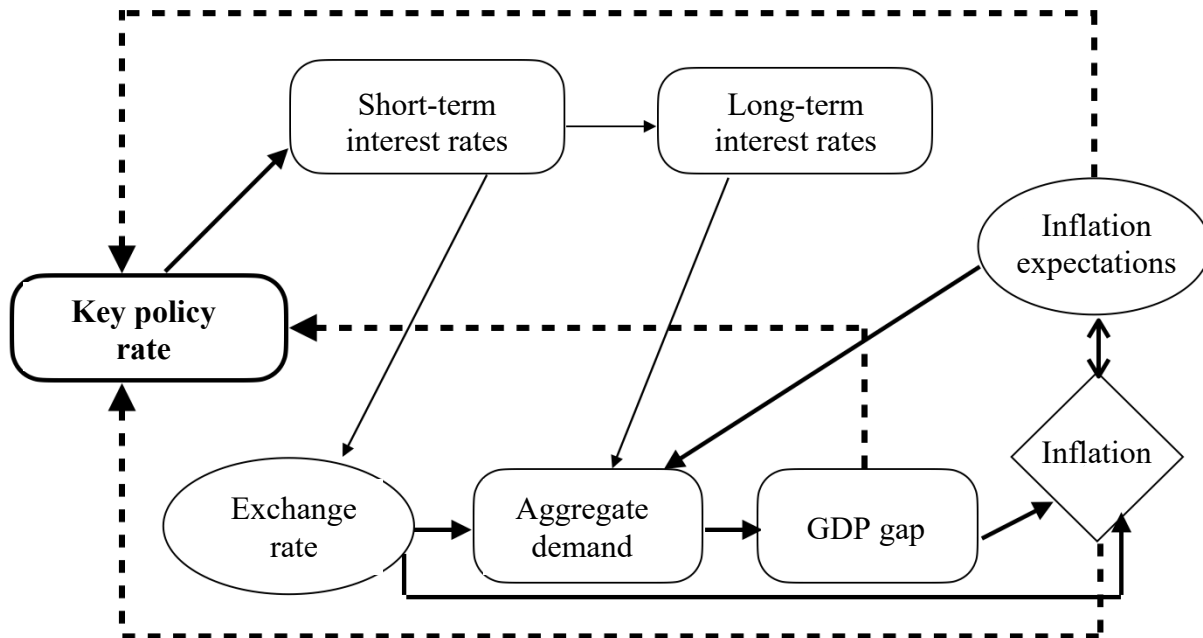 Short-term
interest rates
Long-term
interest rates
Inflation
expectations
Key policy
rate
Inflation
Exchange
rate
Aggregate
demand
GDP gap